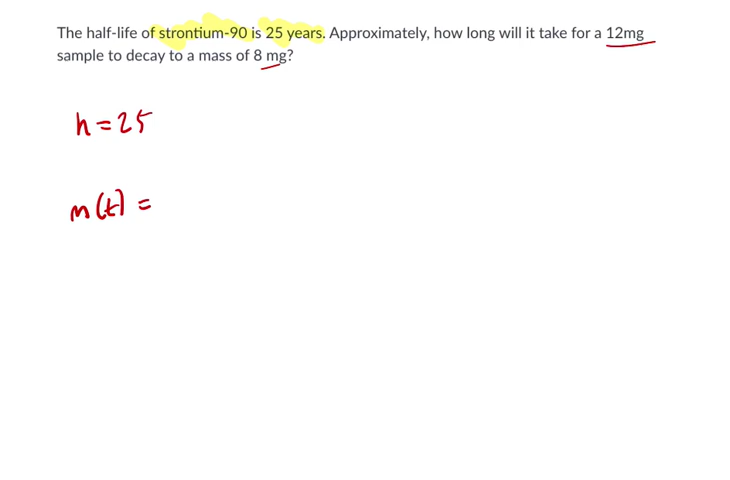 The half-life of strontium-90 is 25 years. Approximately, how long will it take for a 12mg
sample to decay to a mass of 8 mg?
h = 25
m(t) =